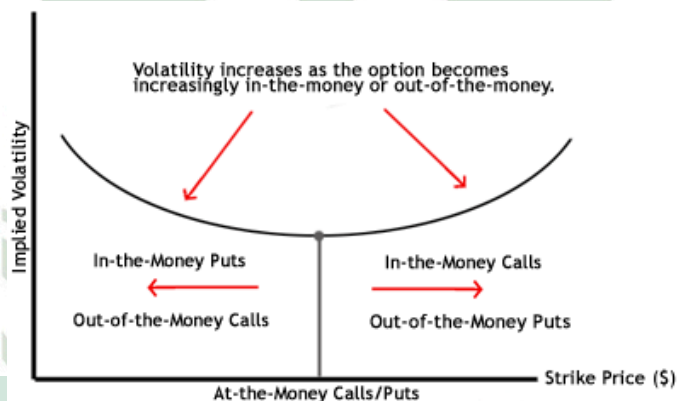 Volatility increases as the option becomes
increasingly in-the-money or out-of-the-money.
Implied Volatility
In-the-Money Puts
In-the-Money Calls
Out-of-the-Money Calls
Out-of-the-Money Puts
Strike Price ($)
At-the-Money Calls/Puts